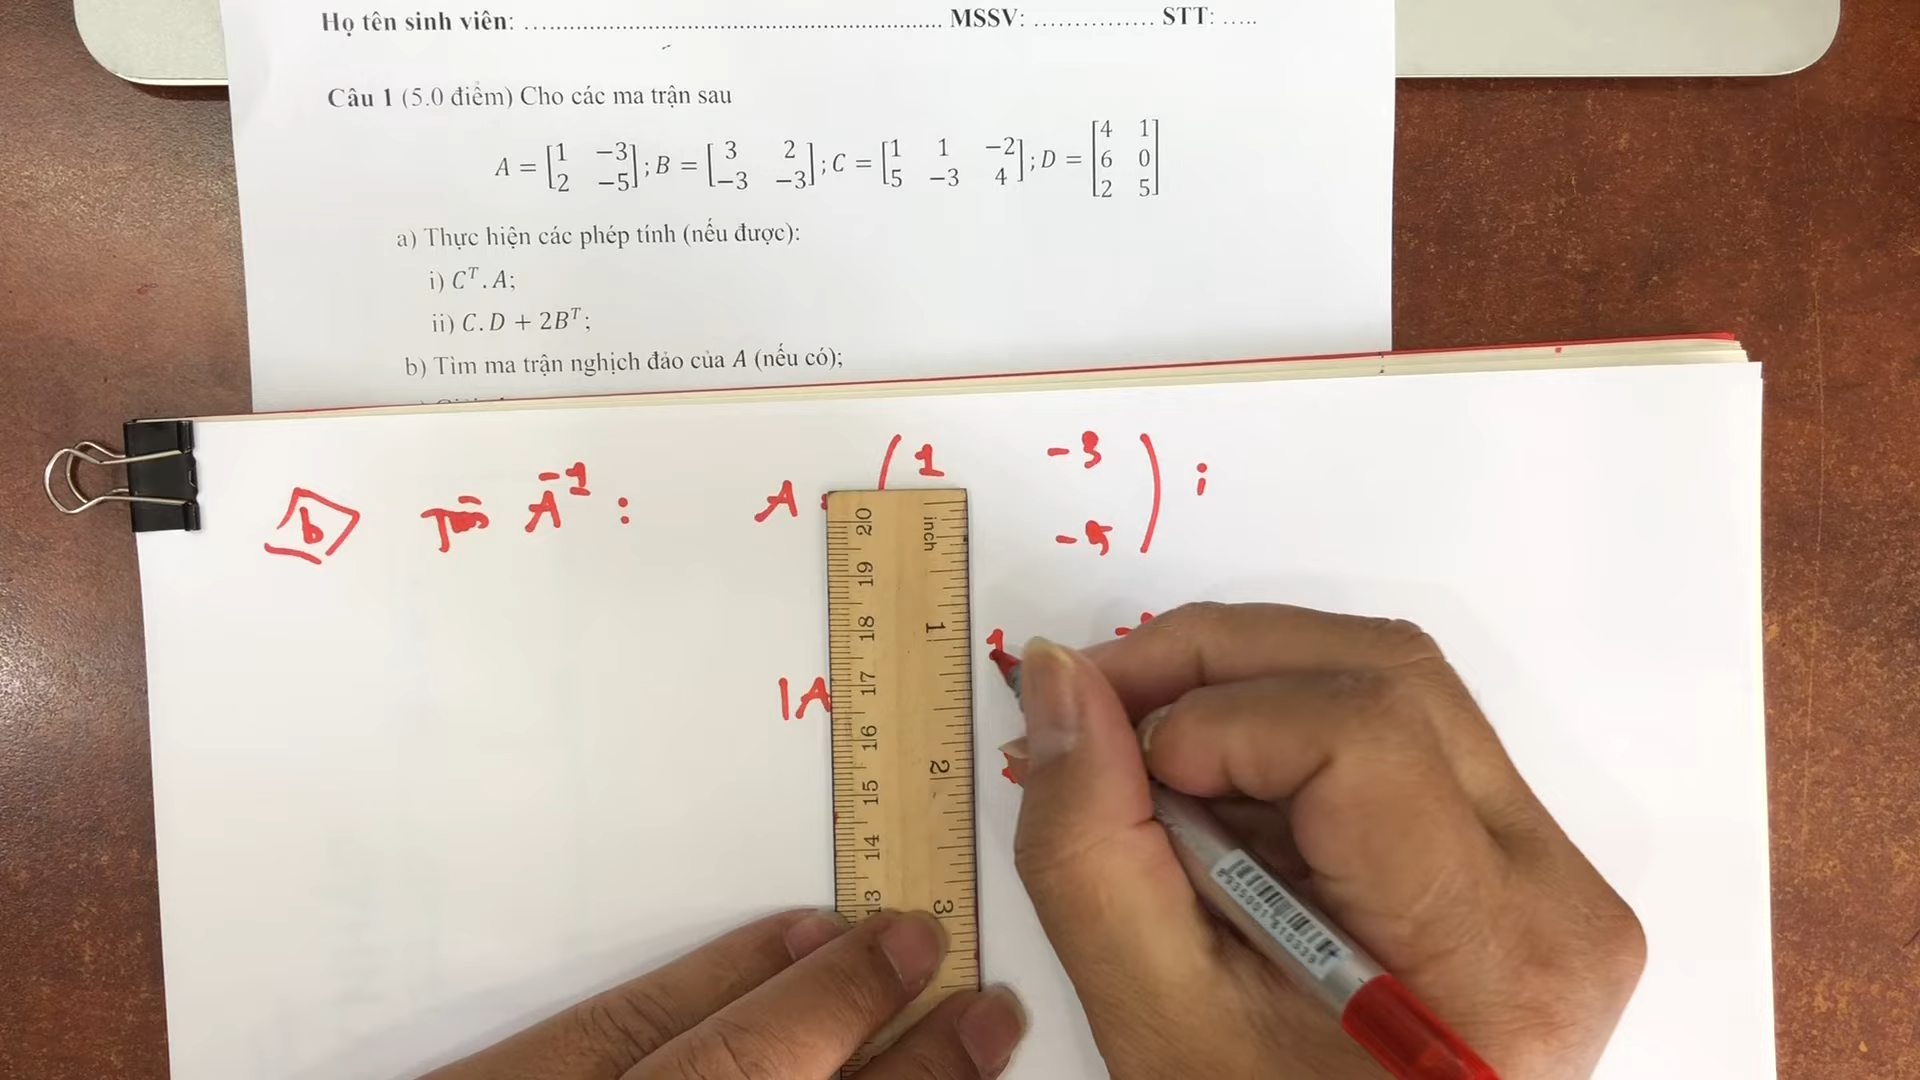 Họ tên sinh viên: ................................................................ MSSV: ............... STT: .....
Câu 1 (5.0 điểm) Cho các ma trận sau
A = [1 −3; 2 −5]; B = [3 2; −3 −3]; C = [1 1 −2; 5 −3 4]; D = [4 1; 6 0; 2 5]
a) Thực hiện các phép tính (nếu được):
i) Cᵀ. A;
ii) C. D + 2Bᵀ;
b) Tìm ma trận nghịch đảo của A (nếu có);
b Tìm A⁻¹ : A : ( 1 -3
-5 ) ;
1
|A
inch
20
19
18
17
16
15
14
13
1
2
3
8935001810339